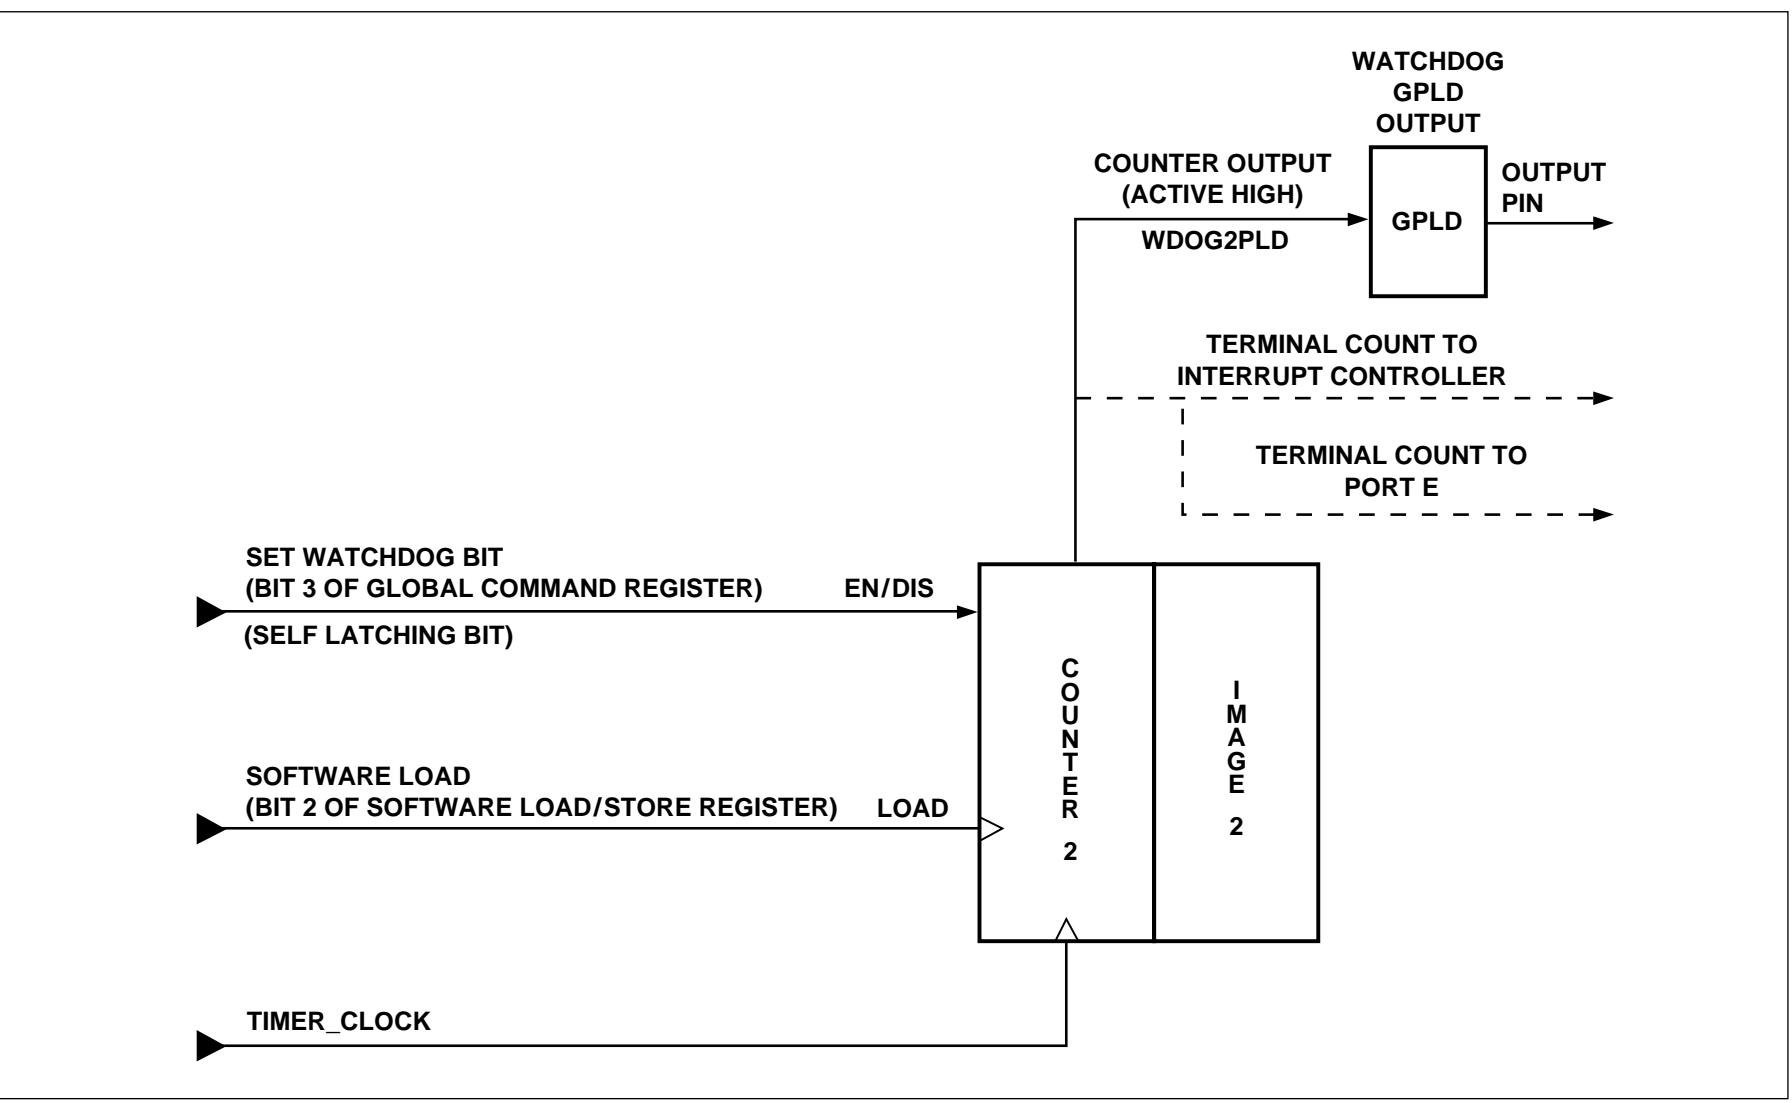 WATCHDOG
GPLD
OUTPUT
COUNTER OUTPUT
(ACTIVE HIGH)
WDOG2PLD
GPLD
OUTPUT
PIN
TERMINAL COUNT TO
INTERRUPT CONTROLLER
TERMINAL COUNT TO
PORT E
SET WATCHDOG BIT
(BIT 3 OF GLOBAL COMMAND REGISTER)
EN/DIS
(SELF LATCHING BIT)
SOFTWARE LOAD
(BIT 2 OF SOFTWARE LOAD/STORE REGISTER)
LOAD
COUNTER 2
IMAGE 2
TIMER_CLOCK